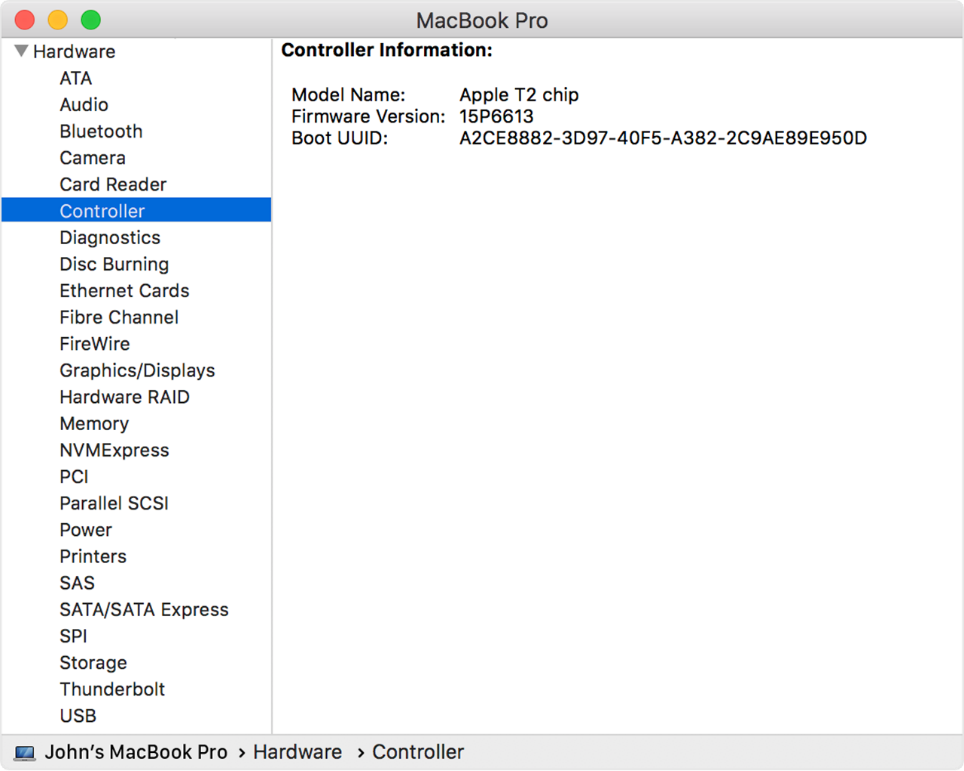 MacBook Pro
Hardware
ATA
Audio
Bluetooth
Camera
Card Reader
Controller
Diagnostics
Disc Burning
Ethernet Cards
Fibre Channel
FireWire
Graphics/Displays
Hardware RAID
Memory
NVMExpress
PCI
Parallel SCSI
Power
Printers
SAS
SATA/SATA Express
SPI
Storage
Thunderbolt
USB
Controller Information:
Model Name: Apple T2 chip
Firmware Version: 15P6613
Boot UUID: A2CE8882-3D97-40F5-A382-2C9AE89E950D
John’s MacBook Pro › Hardware › Controller